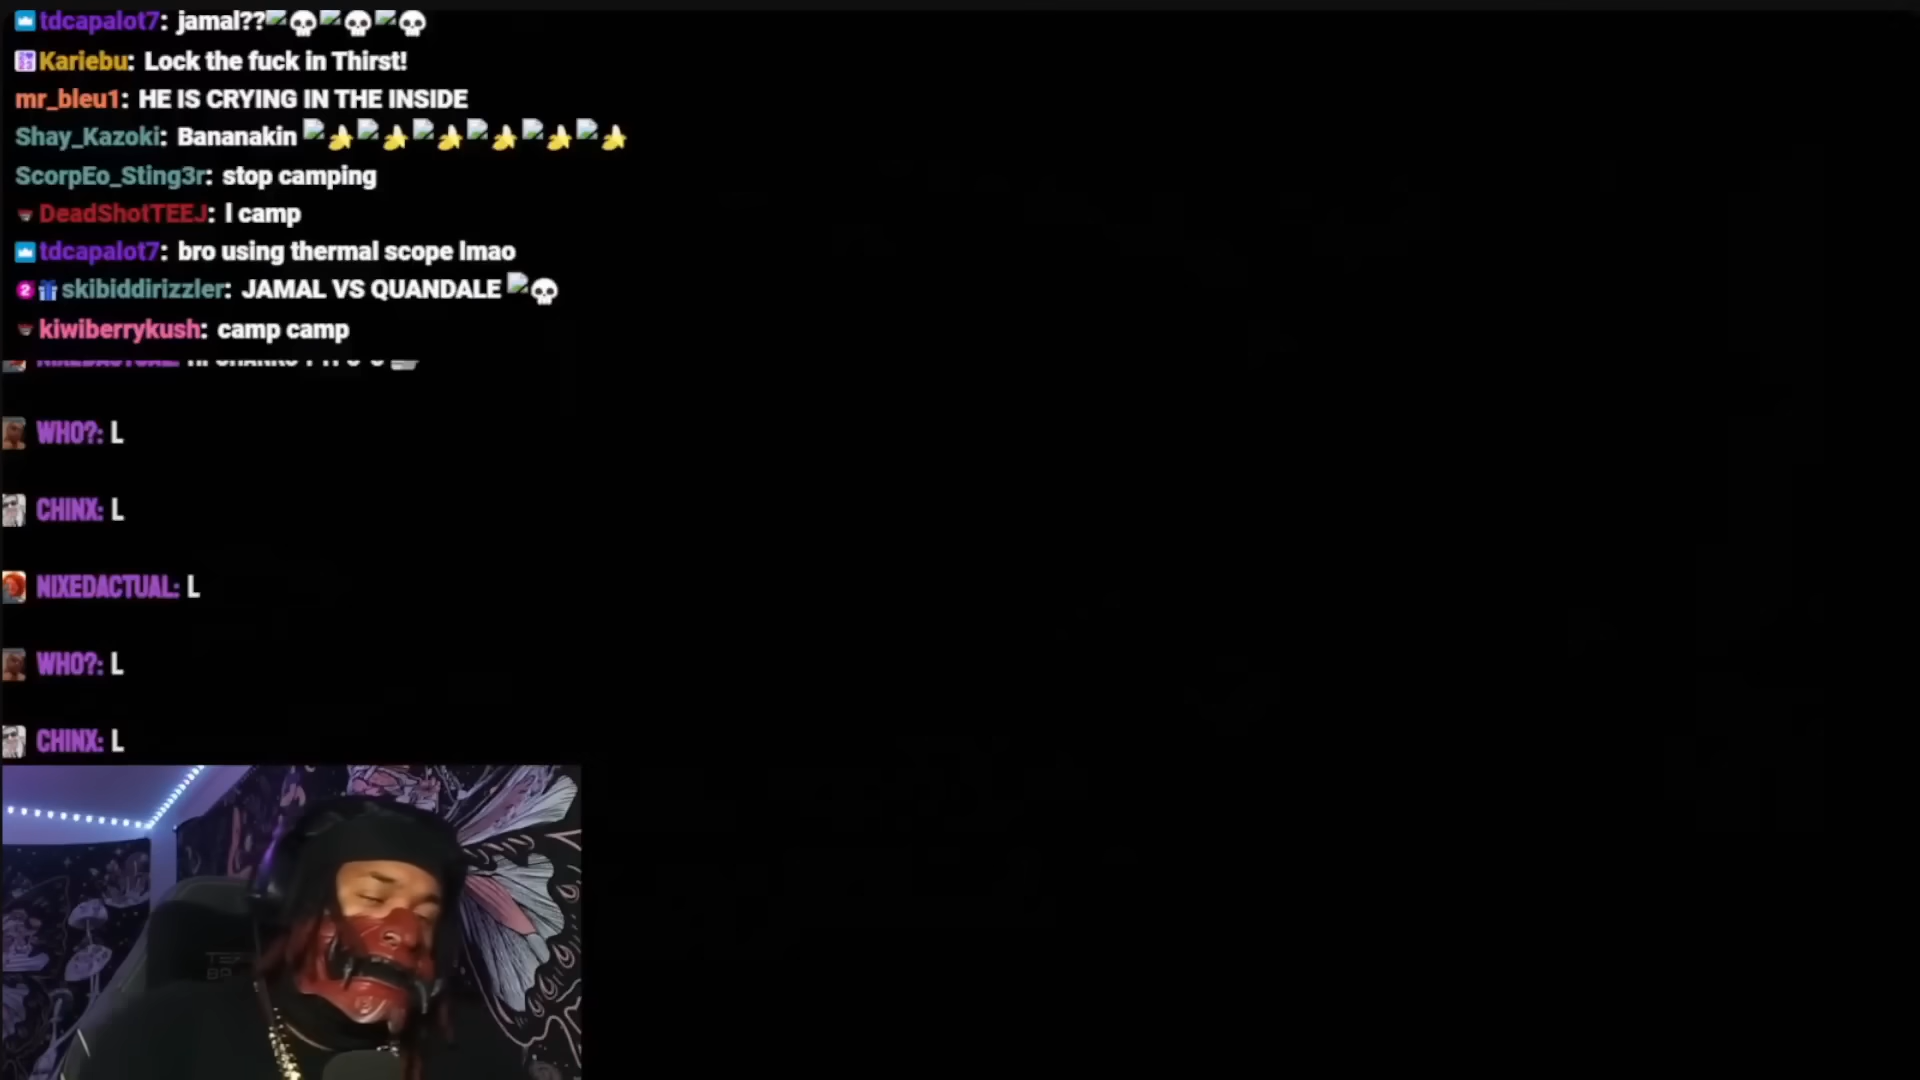 tdcapalot7: jamal??💀💀💀
Kariebu: Lock the fuck in Thirst!
mr_bleu1: HE IS CRYING IN THE INSIDE
Shay_Kazoki: Bananakin 🍌🍌🍌🍌🍌🍌
ScorpEo_Sting3r: stop camping
DeadShotTEEJ: I camp
tdcapalot7: bro using thermal scope lmao
2 skibiddirizzler: JAMAL VS QUANDALE 💀
kiwiberrykush: camp camp
NIXEDACTUAL:
WHO?: L
CHINX: L
NIXEDACTUAL: L
WHO?: L
CHINX: L